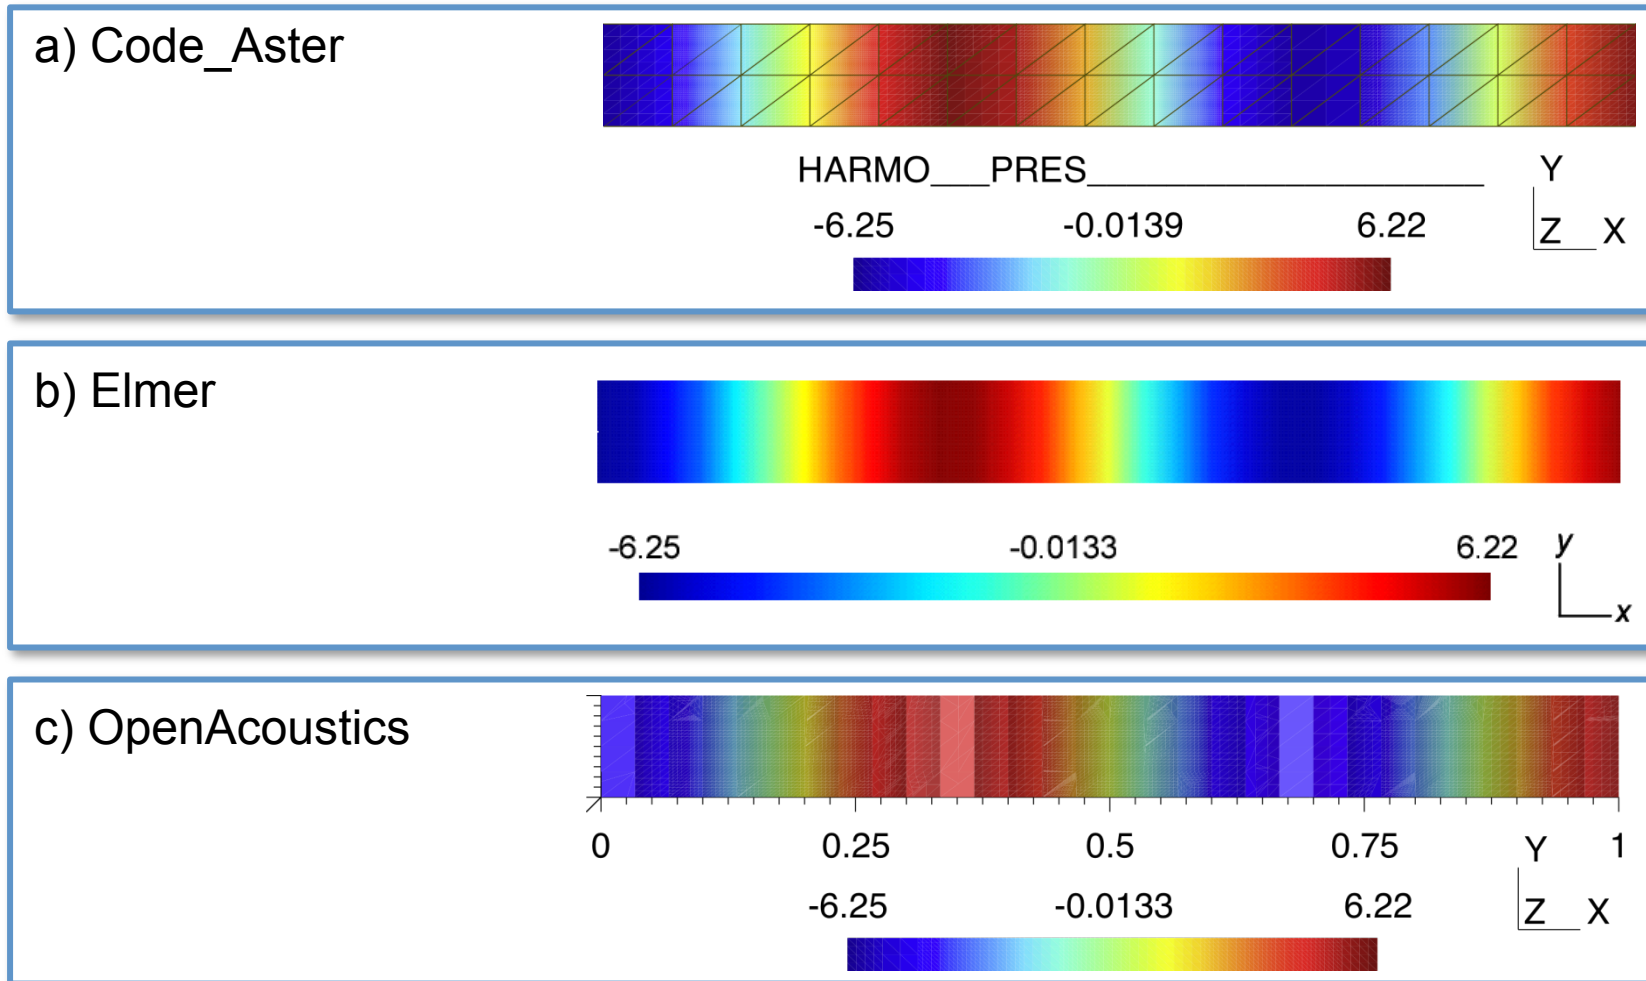 a) Code_Aster
HARMO___PRES____________________
Y
-6.25 -0.0139 6.22
Z X
b) Elmer
-6.25 -0.0133 6.22 y
x
c) OpenAcoustics
0 0.25 0.5 0.75 1
Y
-6.25 -0.0133 6.22
Z X